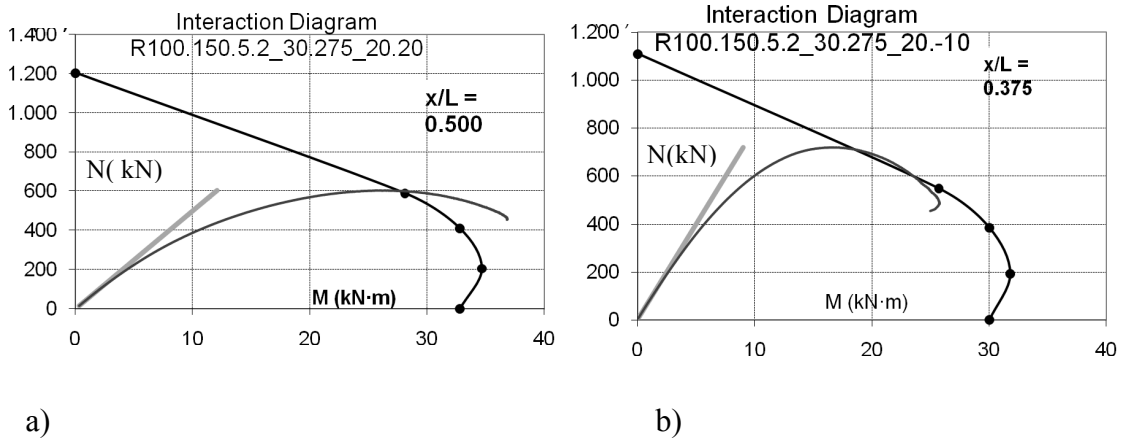 Interaction Diagram
R100.150.5.2_30.275_20.20
1.400
1.200
1.000
800
600
400
200
0
x/L =
0.500
N( kN)
M (kN·m)
0 10 20 30 40
a)
Interaction Diagram
R100.150.5.2_30.275_20.-10
1.200
1.000
800
600
400
200
0
x/L =
0.375
N(kN)
M (kN·m)
0 10 20 30 40
b)